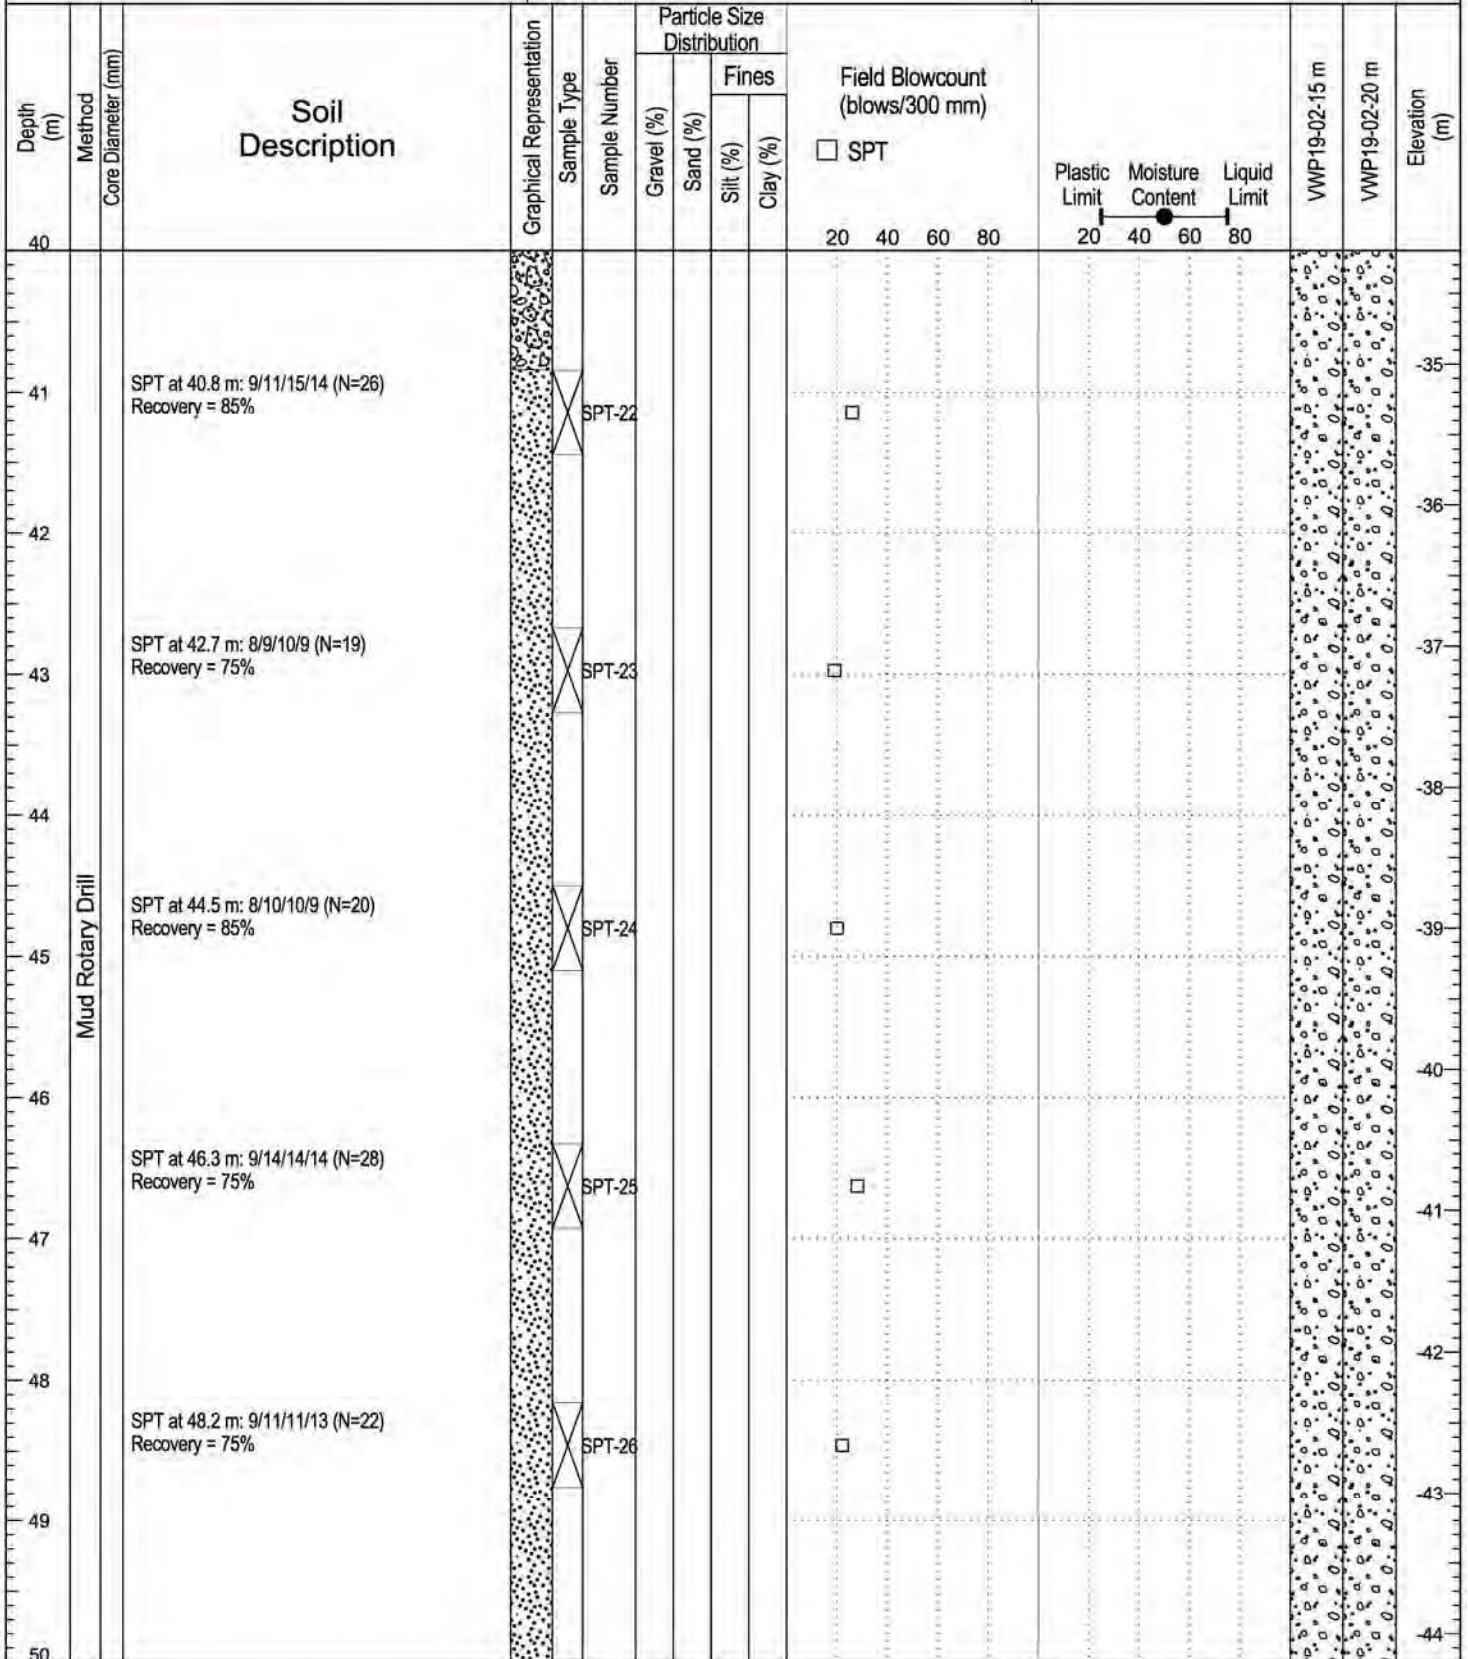 Depth
(m)
Method
Core Diameter (mm)
Soil
Description
Graphical Representation
Sample Type
Sample Number
Particle Size
Distribution
Gravel (%)
Sand (%)
Fines
Silt (%)
Clay (%)
Field Blowcount
(blows/300 mm)
SPT
20 40 60 80
Plastic
Limit
Moisture
Content
Liquid
Limit
20 40 60 80
VWP19-02-15 m
VWP19-02-20 m
Elevation
(m)
40
-35
SPT at 40.8 m: 9/11/15/14 (N=26)
41
Recovery = 85%
SPT-22
-36
42
SPT at 42.7 m: 8/9/10/9 (N=19)
-37
Recovery = 75%
43
SPT-23
-38
44
Mud Rotary Drill
SPT at 44.5 m: 8/10/10/9 (N=20)
Recovery = 85%
SPT-24
-39
45
-40
46
SPT at 46.3 m: 9/14/14/14 (N=28)
Recovery = 75%
SPT-25
-41
47
-42
48
SPT at 48.2 m: 9/11/11/13 (N=22)
Recovery = 75%
SPT-26
-43
49
-44
50